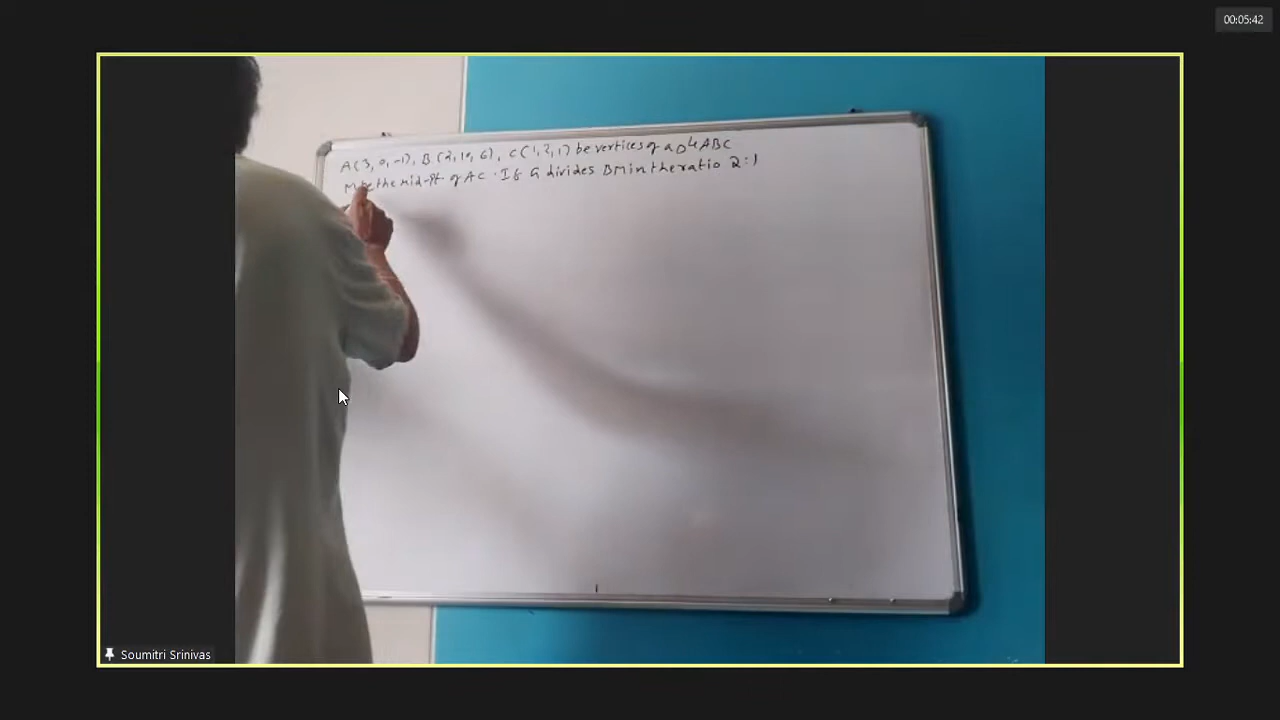 00:05:42
A(3, 0, -1), B(2, 10, 6), C(1, 2, 1) be vertices of a Δle ABC
M be the mid-pt of AC. If G divides BM in the ratio 2:1
Soumitri Srinivas